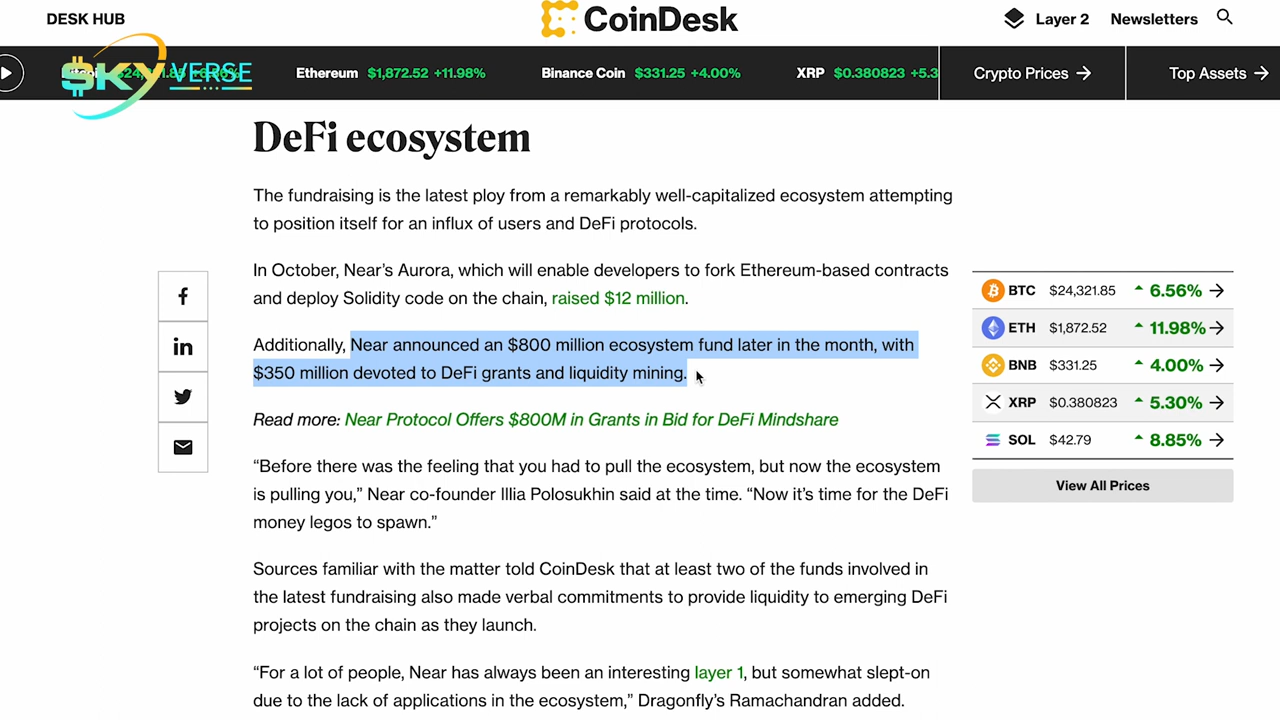 DESK HUB
CoinDesk
Layer 2
Newsletters
$KYVERSE
Ethereum $1,872.52 +11.98%
Binance Coin $331.25 +4.00%
XRP $0.380823 +5.3
Crypto Prices
Top Assets
DeFi ecosystem
The fundraising is the latest ploy from a remarkably well-capitalized ecosystem attempting
to position itself for an influx of users and DeFi protocols.
In October, Near’s Aurora, which will enable developers to fork Ethereum-based contracts
and deploy Solidity code on the chain, raised $12 million.
Additionally, Near announced an $800 million ecosystem fund later in the month, with
$350 million devoted to DeFi grants and liquidity mining.
Read more: Near Protocol Offers $800M in Grants in Bid for DeFi Mindshare
“Before there was the feeling that you had to pull the ecosystem, but now the ecosystem
is pulling you,” Near co-founder Illia Polosukhin said at the time. “Now it’s time for the DeFi
money legos to spawn.”
Sources familiar with the matter told CoinDesk that at least two of the funds involved in
the latest fundraising also made verbal commitments to provide liquidity to emerging DeFi
projects on the chain as they launch.
“For a lot of people, Near has always been an interesting layer 1, but somewhat slept-on
due to the lack of applications in the ecosystem,” Dragonfly’s Ramachandran added.
BTC $24,321.85 6.56%
ETH $1,872.52 11.98%
BNB $331.25 4.00%
XRP $0.380823 5.30%
SOL $42.79 8.85%
View All Prices